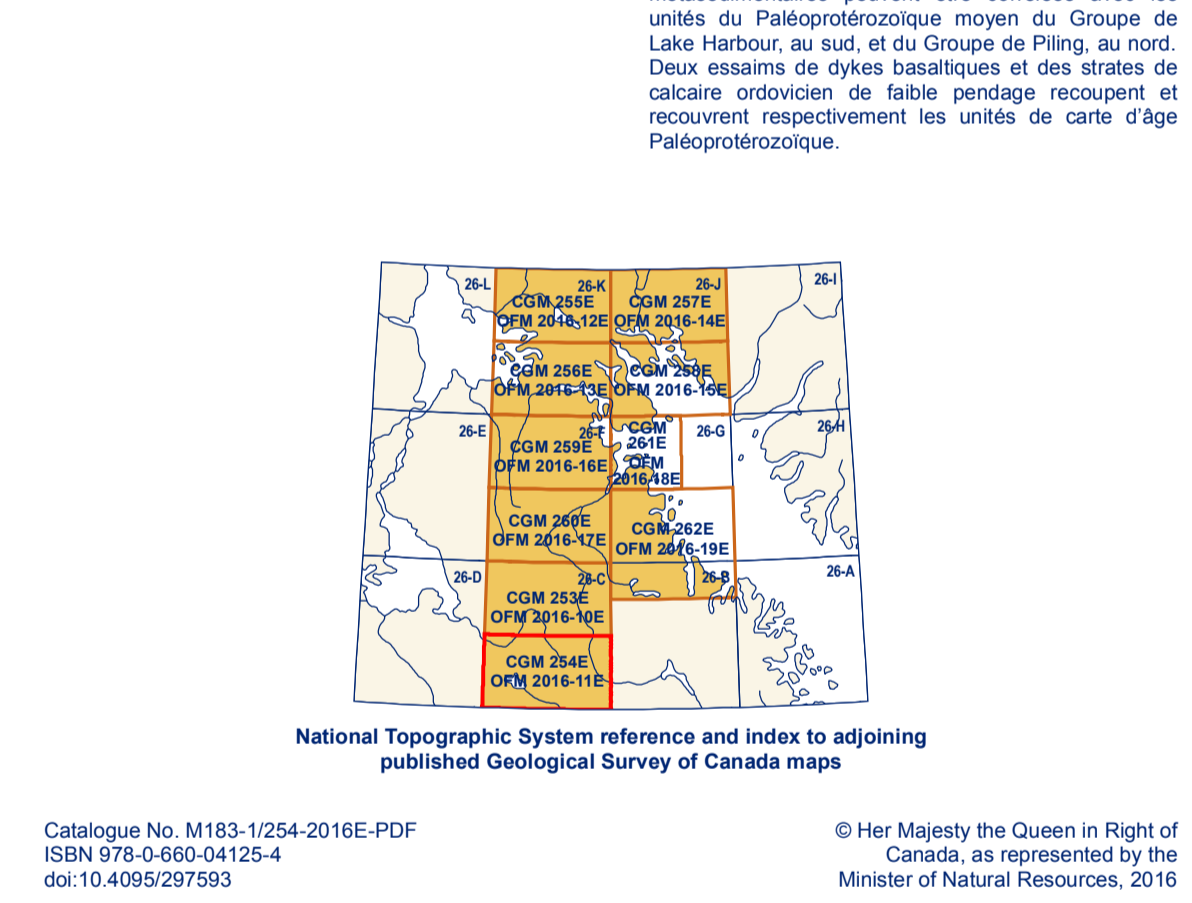 unités du Paléoprotérozoïque moyen du Groupe de
Lake Harbour, au sud, et du Groupe de Piling, au nord.
Deux essaims de dykes basaltiques et des strates de
calcaire ordovicien de faible pendage recoupent et
recouvrent respectivement les unités de carte d’âge
Paléoprotérozoïque.
26-L
26-K
26-J
26-I
CGM 255E
OFM 2016-12E
CGM 257E
OFM 2016-14E
CGM 256E
OFM 2016-13E
CGM 258E
OFM 2016-15E
26-E
26-F
26-G
26-H
CGM 259E
OFM 2016-16E
CGM
261E
OFM
2016-18E
CGM 260E
OFM 2016-17E
CGM 262E
OFM 2016-19E
26-D
26-C
26-B
26-A
CGM 253E
OFM 2016-10E
CGM 254E
OFM 2016-11E
National Topographic System reference and index to adjoining
published Geological Survey of Canada maps
Catalogue No. M183-1/254-2016E-PDF
ISBN 978-0-660-04125-4
doi:10.4095/297593
© Her Majesty the Queen in Right of
Canada, as represented by the
Minister of Natural Resources, 2016